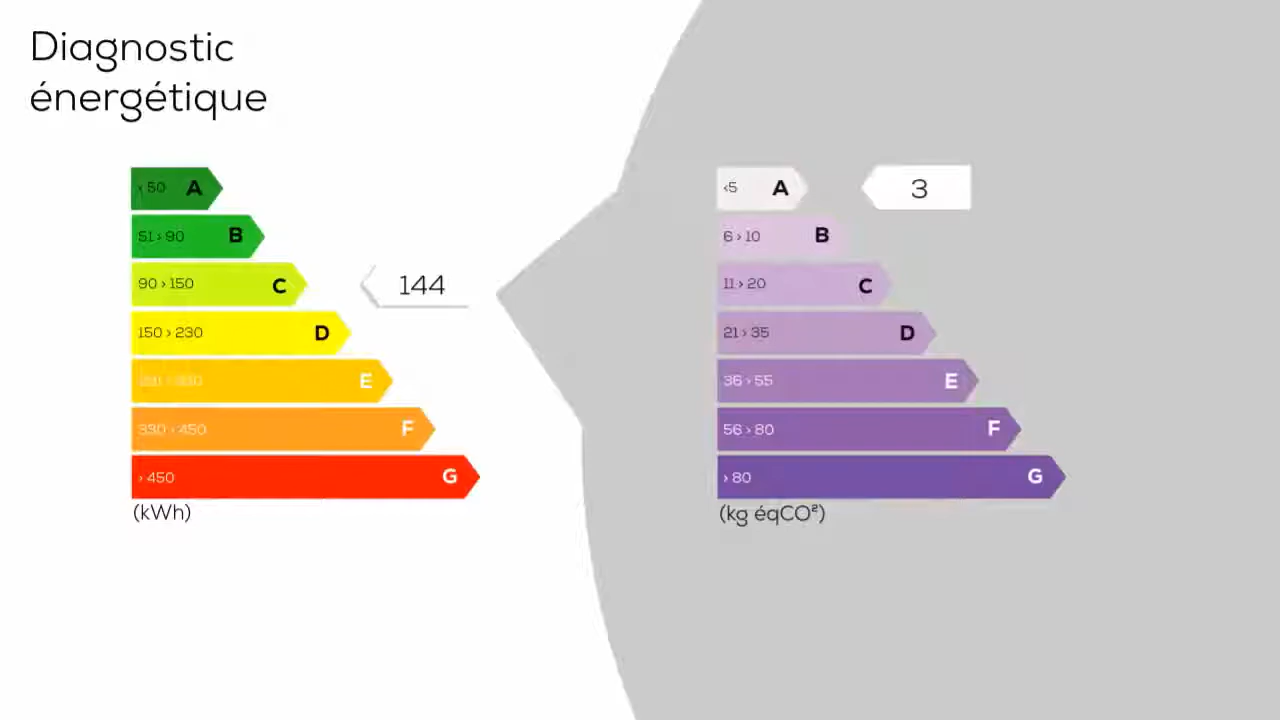 Diagnostic
énergétique
‹ 50 A
51 › 90 B
90 › 150 C
144
150 › 230 D
E
330 › 450 F
› 450 G
(kWh)
‹5 A
3
6 › 10 B
11 › 20 C
21 › 35 D
36 › 55 E
56 › 80 F
› 80 G
(kg éqCO²)